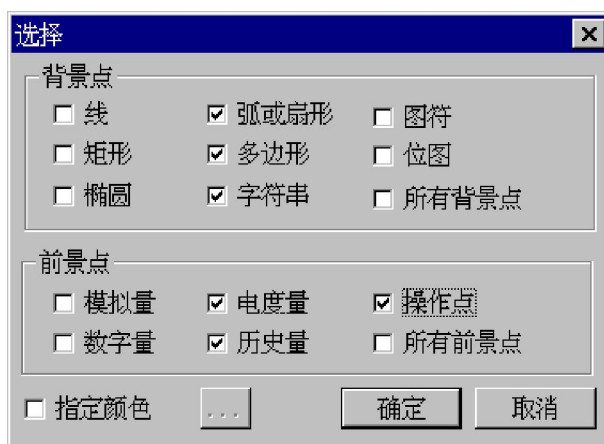 选择
背景点
线 弧或扇形 图符
矩形 多边形 位图
椭圆 字符串 所有背景点
前景点
模拟量 电度量 操作点
数字量 历史量 所有前景点
指定颜色 ... 确定 取消